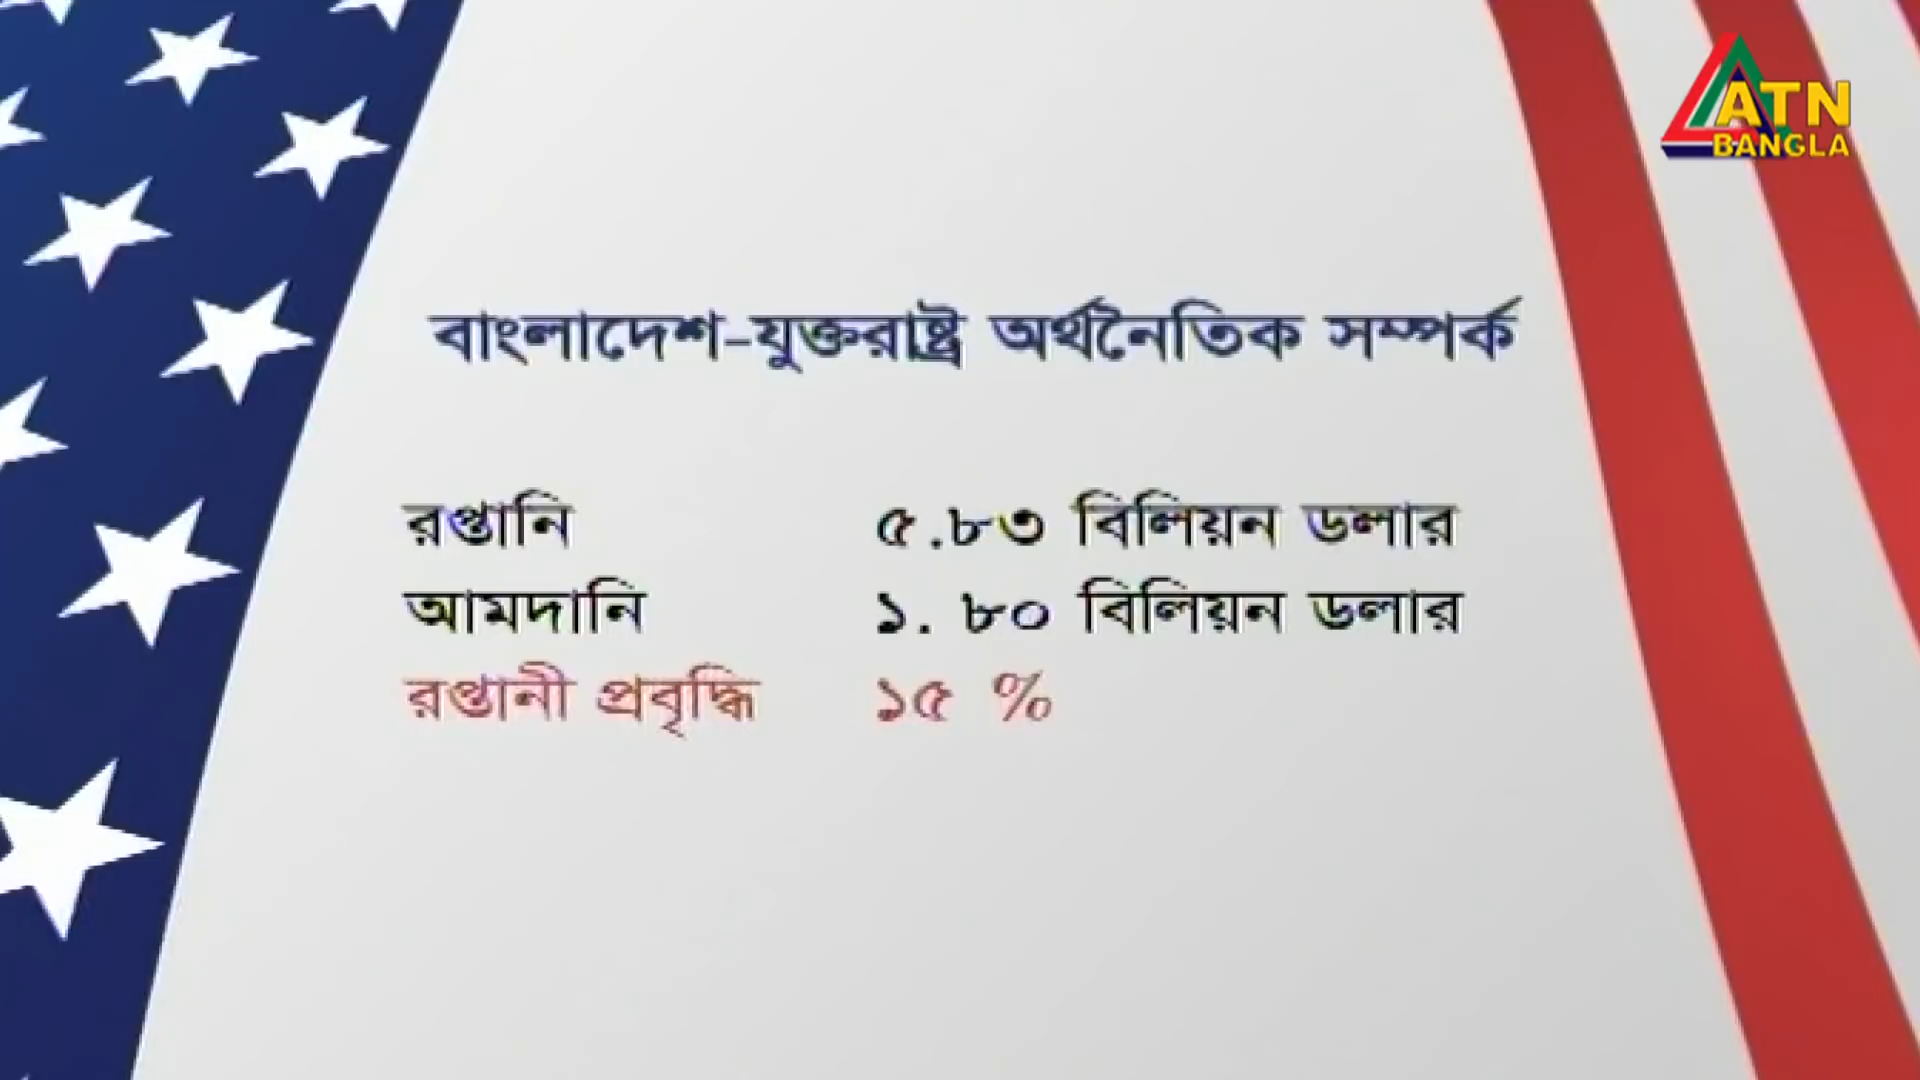 ATN
BANGLA
বাংলাদেশ-যুক্তরাষ্ট্র অর্থনৈতিক সম্পর্ক
রপ্তানি ৫.৮৩ বিলিয়ন ডলার
আমদানি ১. ৮০ বিলিয়ন ডলার
রপ্তানী প্রবৃদ্ধি ১৫ %